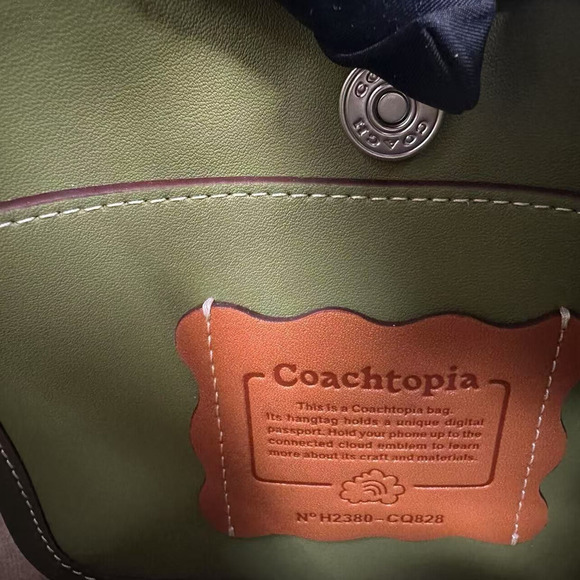 COACH CO
Coachtopia
This is a Coachtopia bag.
Its hangtag holds a unique digital
passport. Hold your phone up to the
connected cloud emblem to learn
more about its craft and materials.
Nº H2380-CQ828